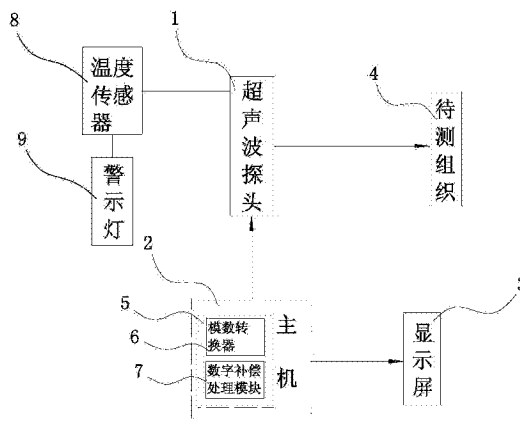 8
1
4
温度
传感
器
超
声
波
探
头
待
测
组
织
9
警
示
灯
2
3
5
模数转
换器
6
主
机
显
示
屏
7
数字补偿
处理模块